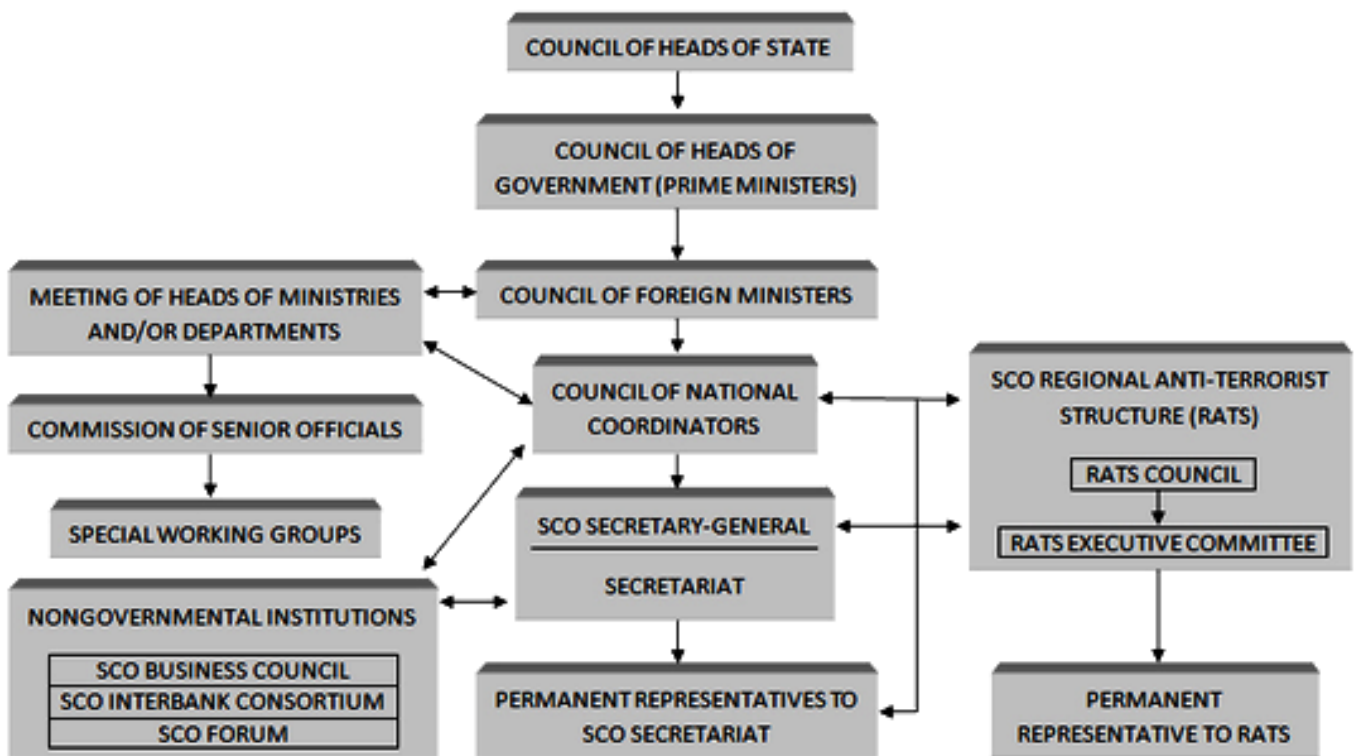 COUNCIL OF HEADS OF STATE
COUNCIL OF HEADS OF
GOVERNMENT (PRIME MINISTERS)
MEETING OF HEADS OF MINISTRIES
AND/OR DEPARTMENTS
COUNCIL OF FOREIGN MINISTERS
COMMISSION OF SENIOR OFFICIALS
COUNCIL OF NATIONAL
COORDINATORS
SCO REGIONAL ANTI-TERRORIST
STRUCTURE (RATS)
RATS COUNCIL
RATS EXECUTIVE COMMITTEE
SPECIAL WORKING GROUPS
SCO SECRETARY-GENERAL
SECRETARIAT
NONGOVERNMENTAL INSTITUTIONS
SCO BUSINESS COUNCIL
SCO INTERBANK CONSORTIUM
SCO FORUM
PERMANENT REPRESENTATIVES TO
SCO SECRETARIAT
PERMANENT
REPRESENTATIVE TO RATS